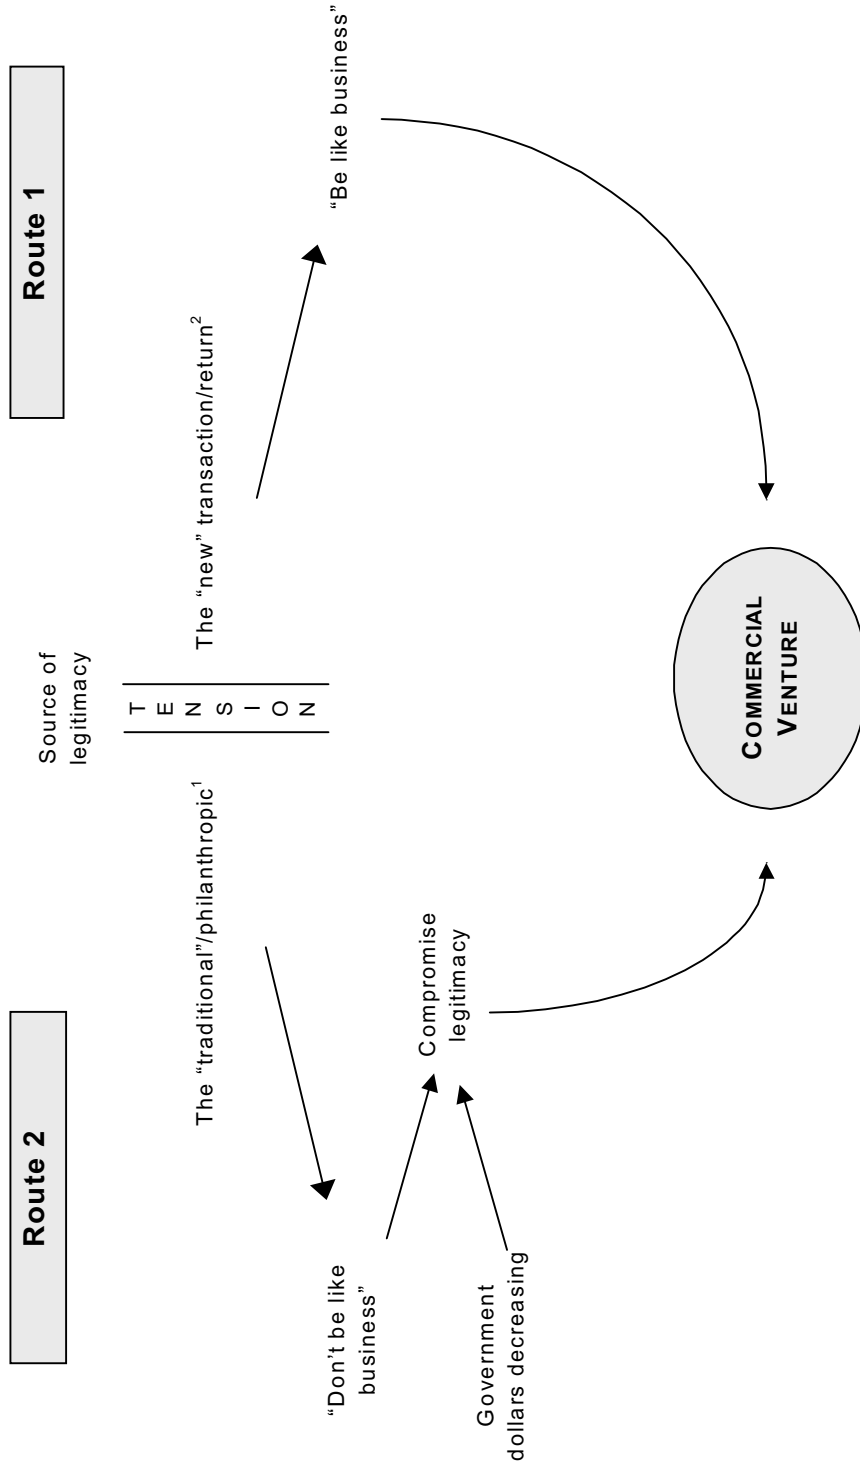 Route 2
Route 1
Source of
legitimacy
TENSION
The “traditional”/philanthropic¹
The “new” transaction/return²
“Don’t be like
business”
“Be like business”
Compromise
legitimacy
Government
dollars decreasing
COMMERCIAL
VENTURE